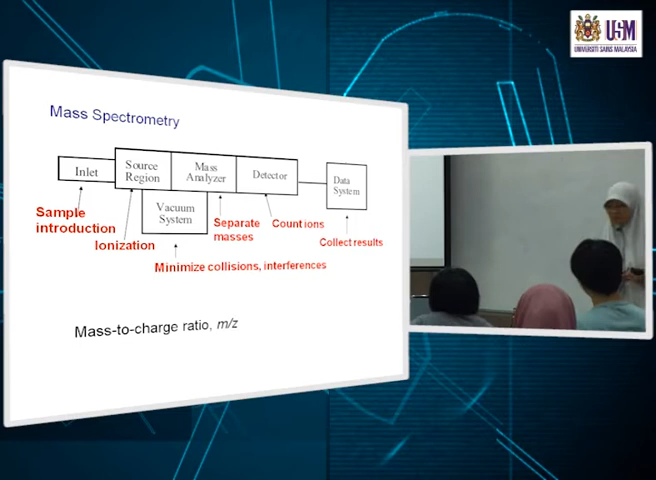 USM
UNIVERSITI SAINS MALAYSIA
Mass Spectrometry
Inlet
Source
Region
Mass
Analyzer
Detector
Data
System
Vacuum
System
Sample
introduction
Ionization
Separate
masses
Count ions
Collect results
Minimize collisions, interferences
Mass-to-charge ratio, m/z